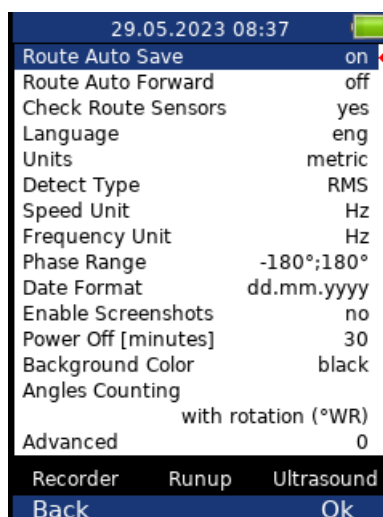 29.05.2023 08:37
Route Auto Save on
Route Auto Forward off
Check Route Sensors yes
Language eng
Units metric
Detect Type RMS
Speed Unit Hz
Frequency Unit Hz
Phase Range -180°;180°
Date Format dd.mm.yyyy
Enable Screenshots no
Power Off [minutes] 30
Background Color black
Angles Counting
with rotation (°WR)
Advanced 0
Recorder Runup Ultrasound
Back Ok